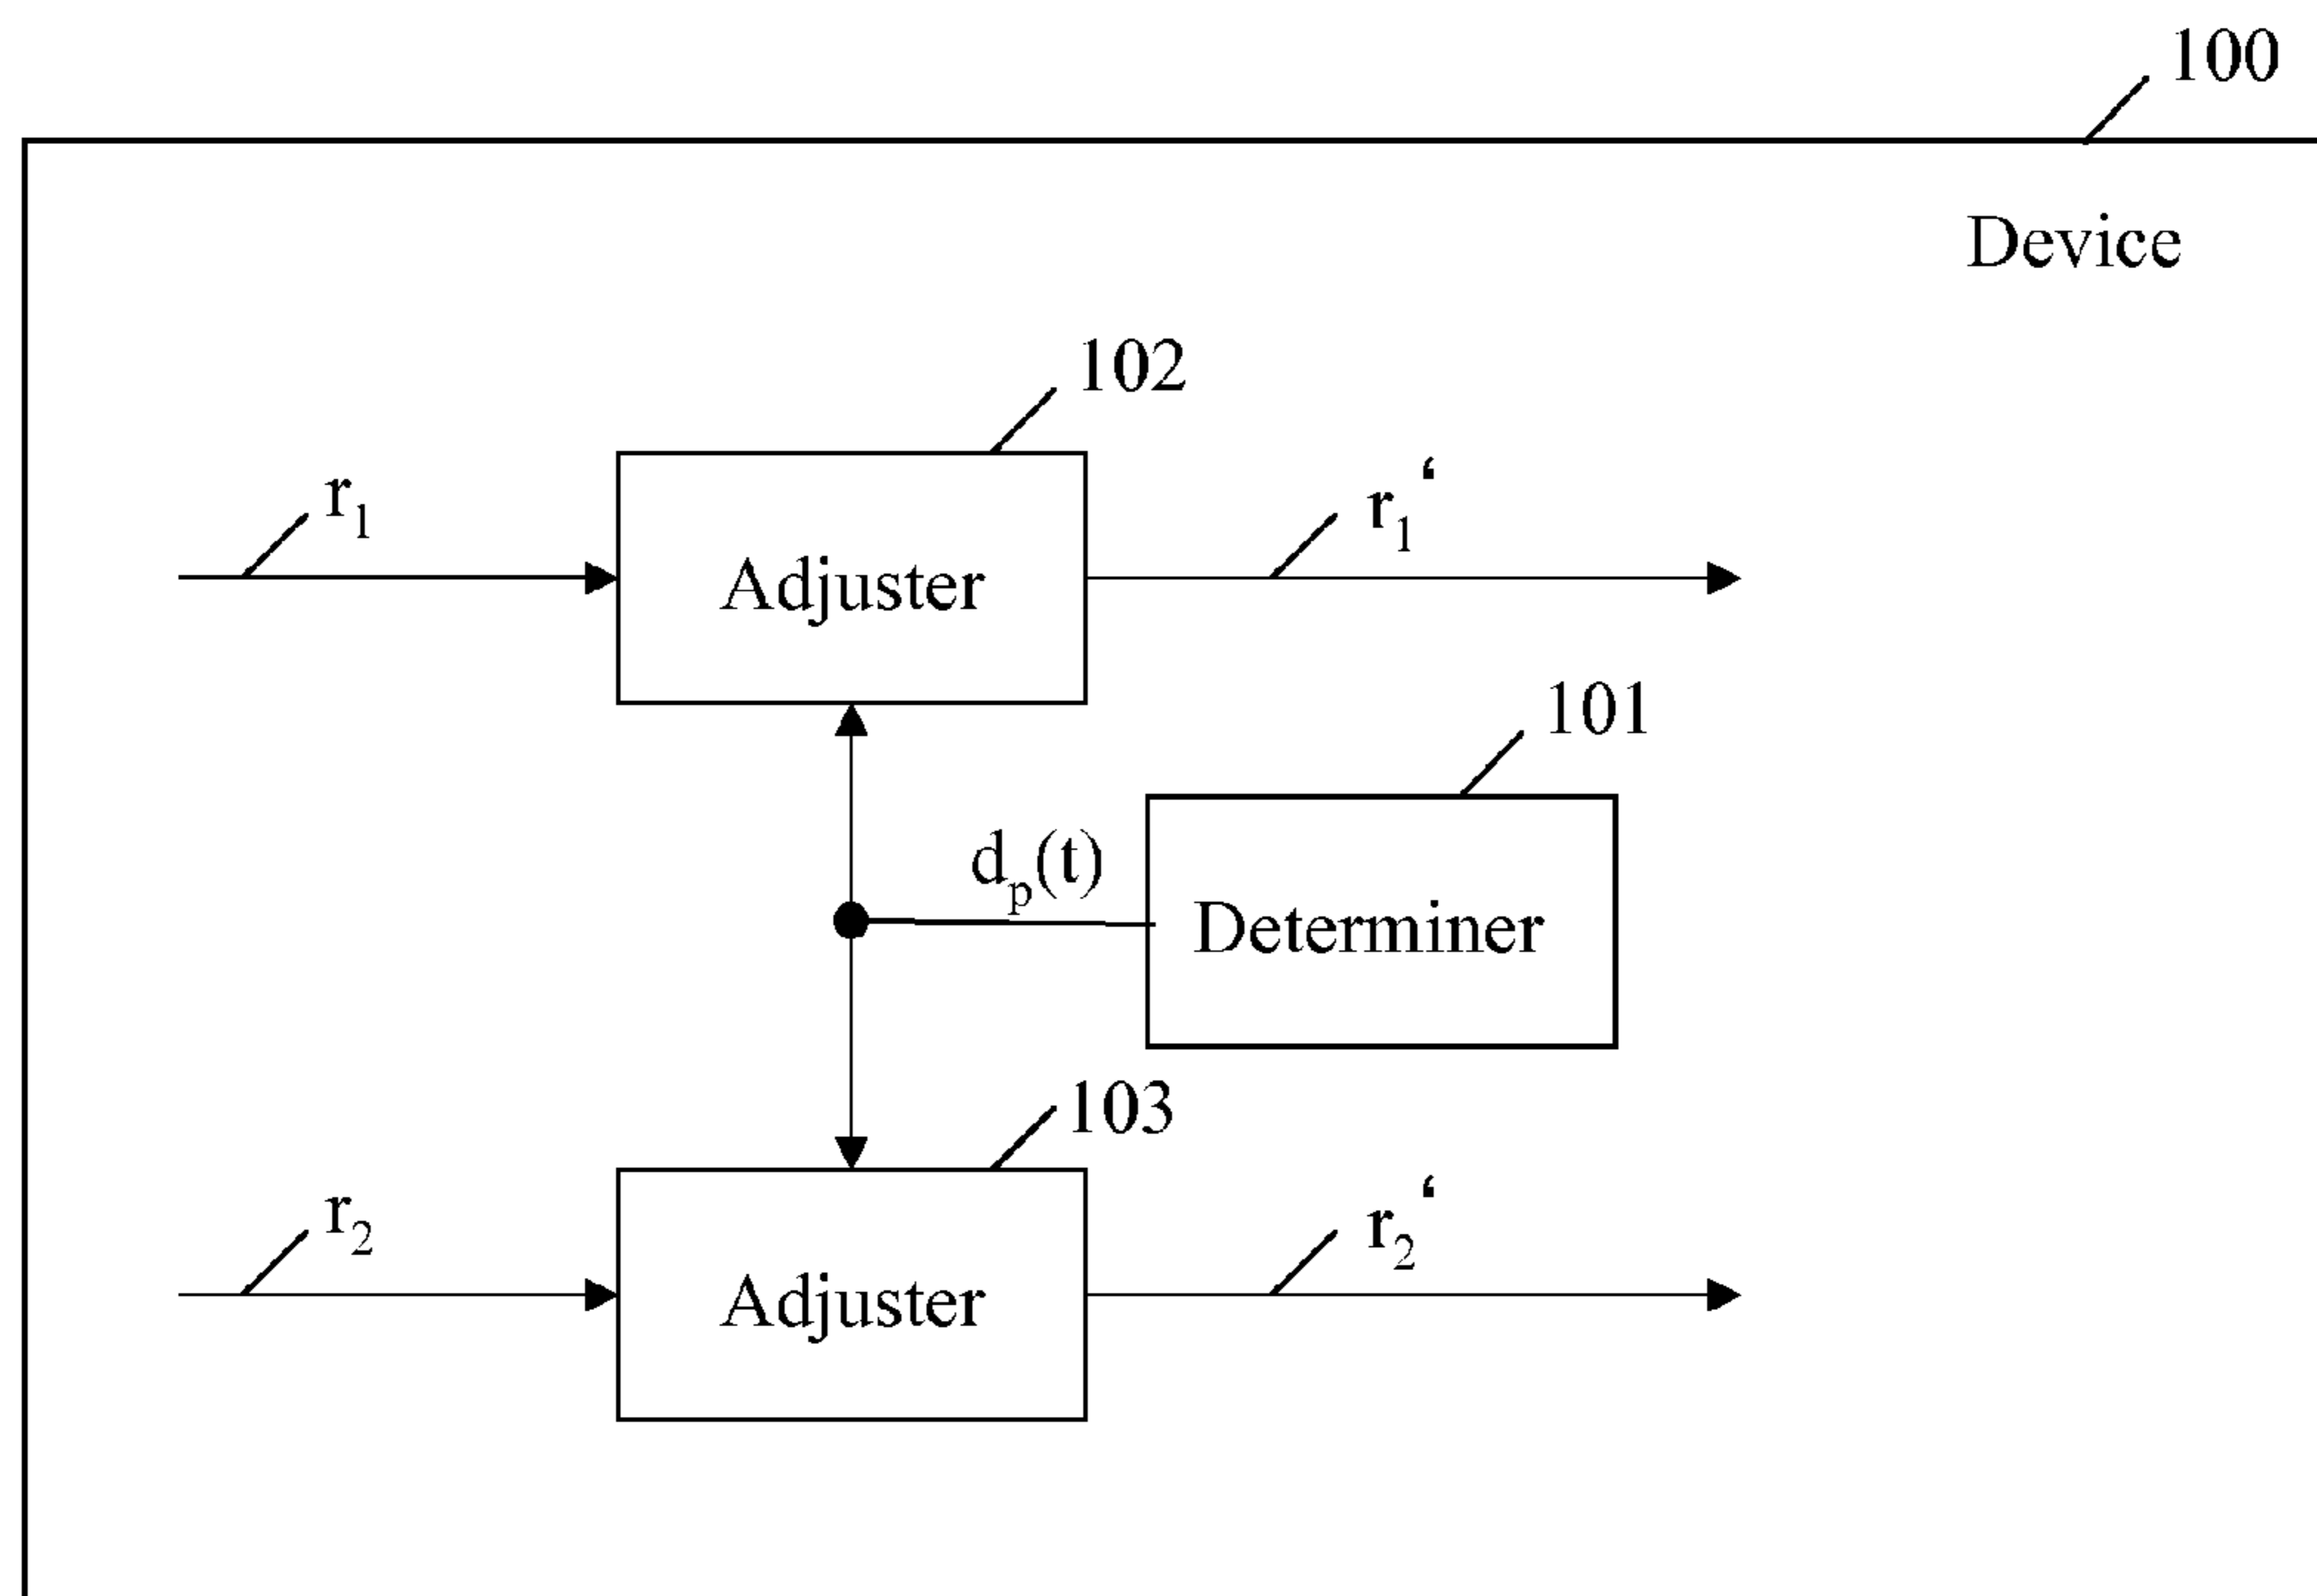 100
Device
102
r₁
r₁‘
Adjuster
101
dₚ(t)
Determiner
103
r₂
r₂‘
Adjuster